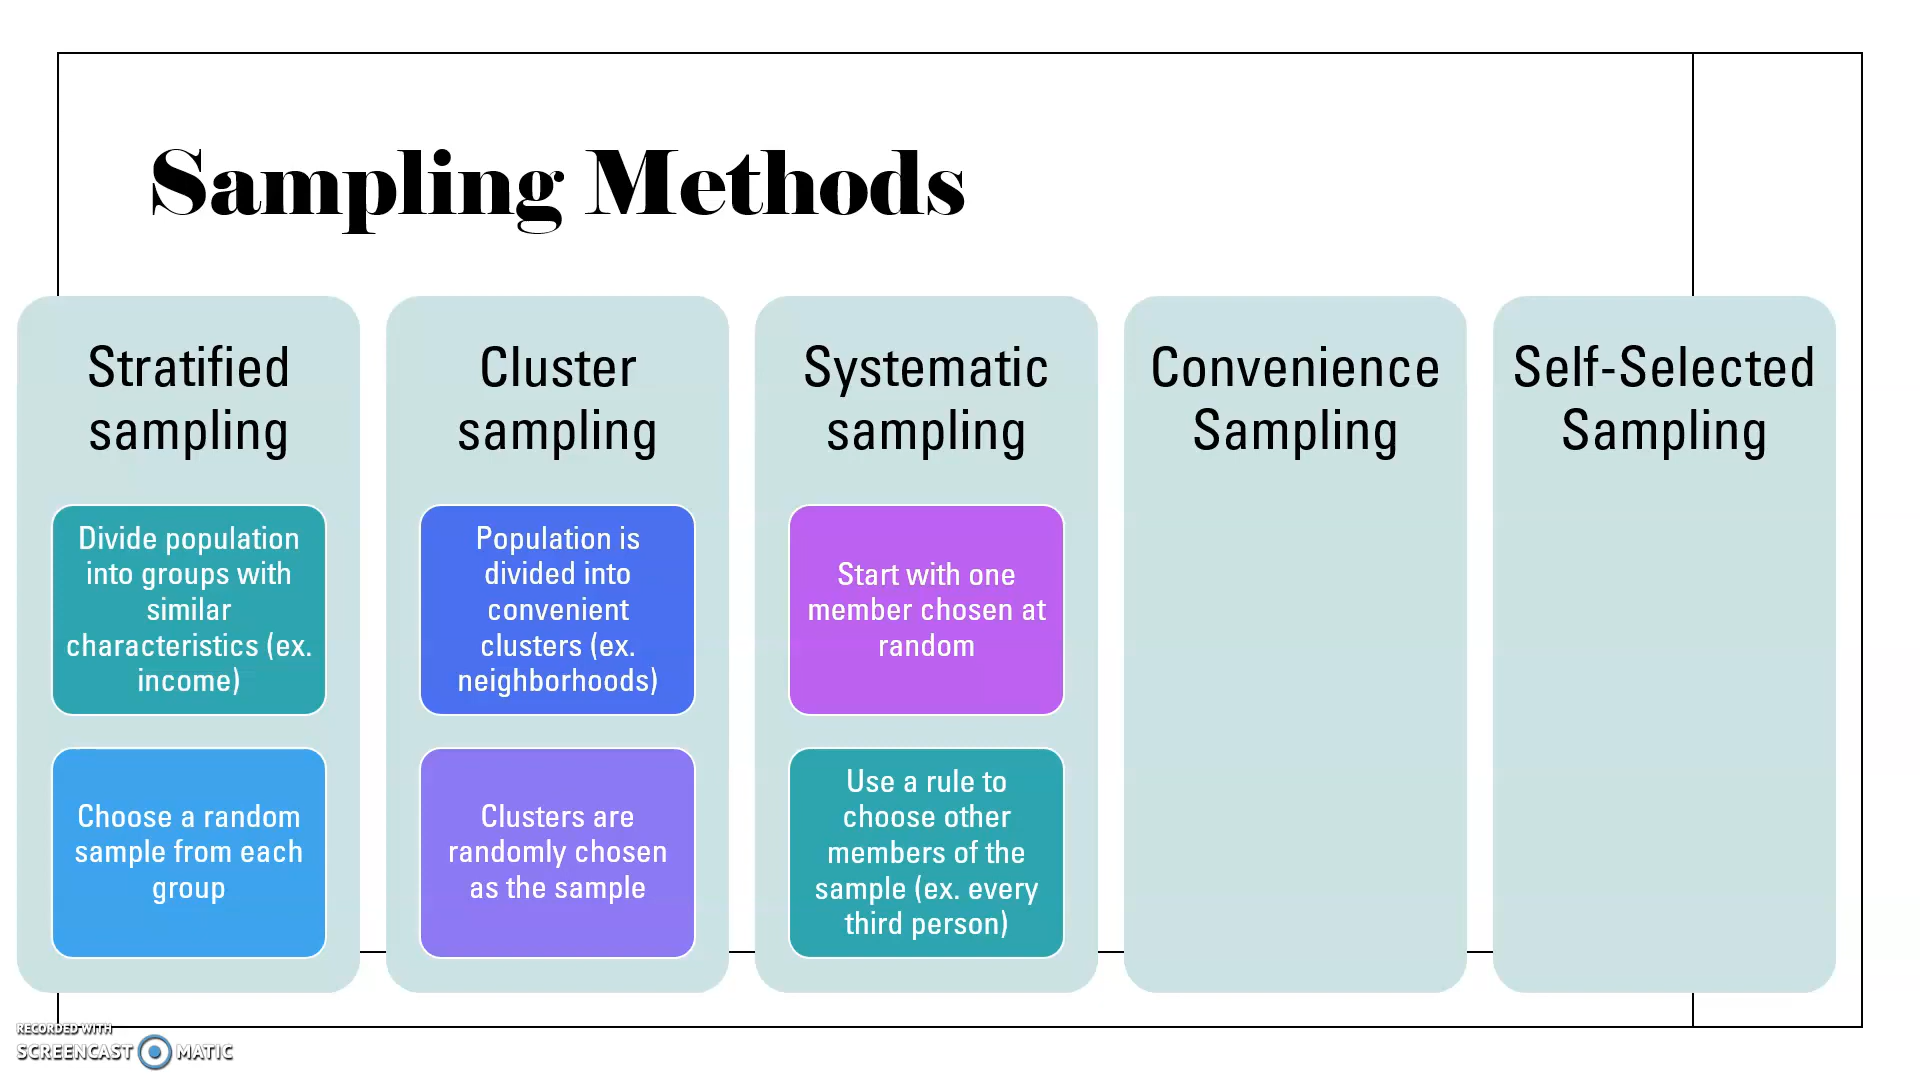 Sampling Methods
Stratified
sampling
Divide population
into groups with
similar
characteristics (ex.
income)
Choose a random
sample from each
group
Cluster
sampling
Population is
divided into
convenient
clusters (ex.
neighborhoods)
Clusters are
randomly chosen
as the sample
Systematic
sampling
Start with one
member chosen at
random
Use a rule to
choose other
members of the
sample (ex. every
third person)
Convenience
Sampling
Self-Selected
Sampling
RECORDED WITH
SCREENCAST MATIC